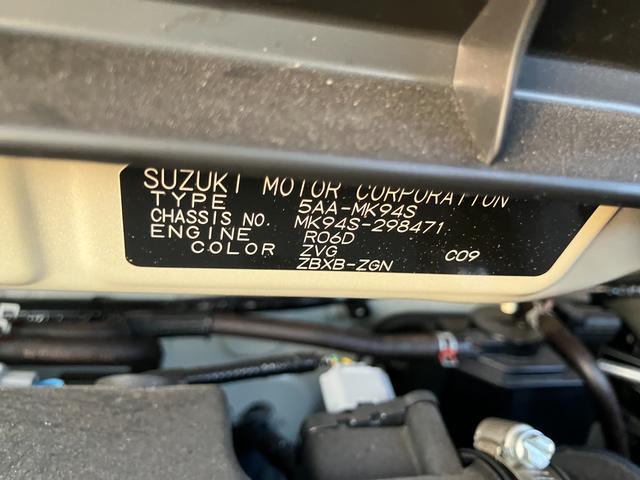 SUZUKI MOTOR CORPORATION
TYPE 5AA-MK94S
CHASSIS NO. MK94S-298471
ENGINE R06D
COLOR ZVG C09
ZBXB-ZGN